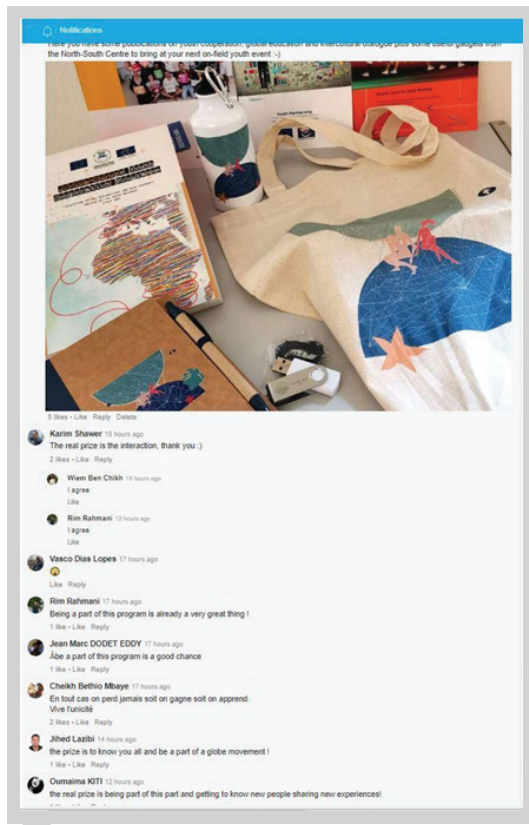 Notifications
Here you have some publications on youth cooperation, global education and intercultural dialogue plus some useful gadgets from
the North-South Centre to bring at your next on-field youth event :-)
Youth Partnership
5 likes • Like Reply Delete
Karim Shawer 18 hours ago
The real prize is the interaction, thank you :)
2 likes • Like Reply
Wiem Ben Chikh 15 hours ago
I agree
Like
Rim Rahmani 12 hours ago
I agree
Like
Vasco Dias Lopes 17 hours ago
Like Reply
Rim Rahmani 17 hours ago
Being a part of this program is already a very great thing !
1 like • Like Reply
Jean Marc DODET EDDY 17 hours ago
Àbe a part of this program is a good chance
1 like • Like Reply
Cheikh Bethio Mbaye 17 hours ago
En tout cas on perd jamais soit on gagne soit on apprend.
Vive l'unicité
2 likes • Like Reply
Jihed Lazibi 14 hours ago
the prize is to know you all and be a part of a globe movement !
1 like • Like Reply
Oumaima KITI 12 hours ago
the real prize is being part of this part and getting to know new people sharing new experiences!